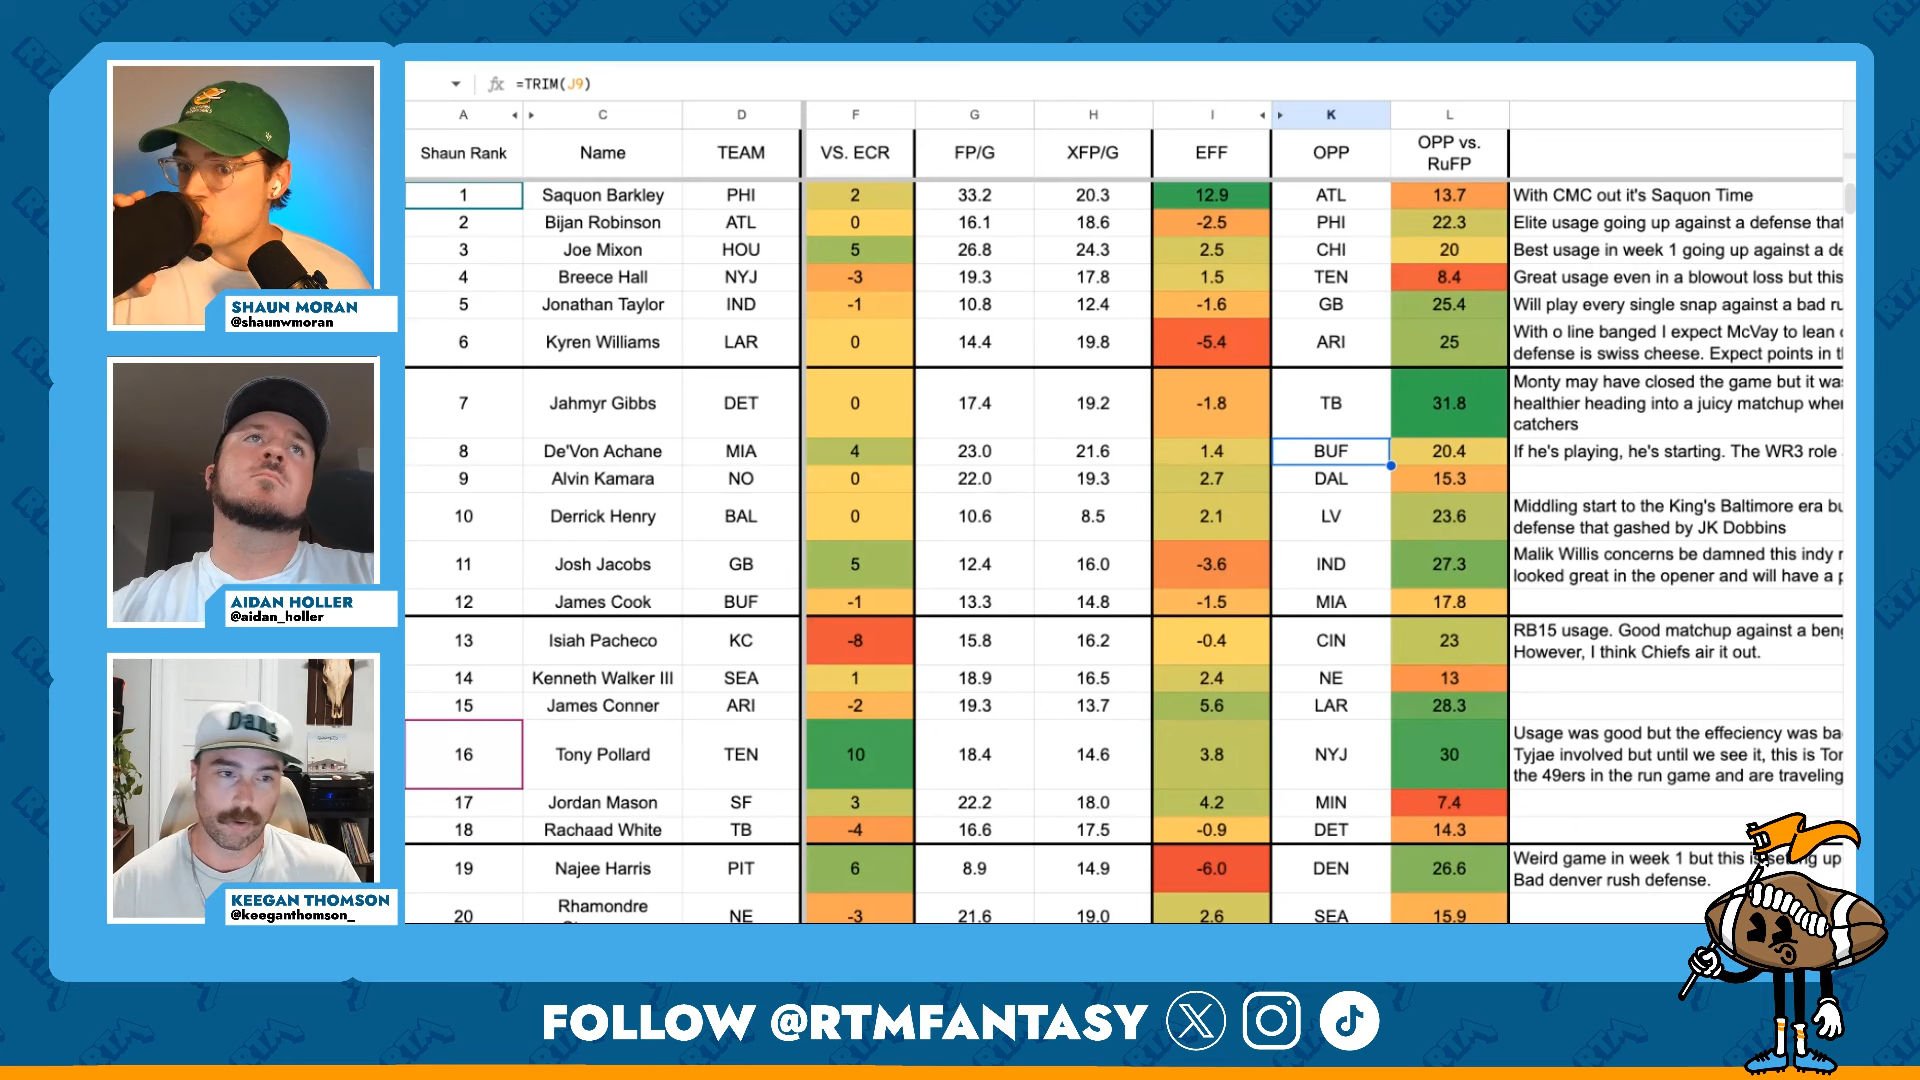 SHAUN MORAN
@shaunwmoran
AIDAN HOLLER
@aidan_holler
Dang
KEEGAN THOMSON
@keeganthomson_
fx =TRIM(J9)
A C D F G H I K L
Shaun Rank Name TEAM VS. ECR FP/G XFP/G EFF OPP OPP vs. RuFP
1 Saquon Barkley PHI 2 33.2 20.3 12.9 ATL 13.7 With CMC out it's Saquon Time
2 Bijan Robinson ATL 0 16.1 18.6 -2.5 PHI 22.3 Elite usage going up against a defense that
3 Joe Mixon HOU 5 26.8 24.3 2.5 CHI 20 Best usage in week 1 going up against a de
4 Breece Hall NYJ -3 19.3 17.8 1.5 TEN 8.4 Great usage even in a blowout loss but this
5 Jonathan Taylor IND -1 10.8 12.4 -1.6 GB 25.4 Will play every single snap against a bad ru
6 Kyren Williams LAR 0 14.4 19.8 -5.4 ARI 25 With o line banged I expect McVay to lean
defense is swiss cheese. Expect points in
7 Jahmyr Gibbs DET 0 17.4 19.2 -1.8 TB 31.8 Monty may have closed the game but it was
healthier heading into a juicy matchup
catchers
8 De'Von Achane MIA 4 23.0 21.6 1.4 BUF 20.4 If he's playing, he's starting. The WR3 role
9 Alvin Kamara NO 0 22.0 19.3 2.7 DAL 15.3
10 Derrick Henry BAL 0 10.6 8.5 2.1 LV 23.6 Middling start to the King's Baltimore era
defense that gashed by JK Dobbins
11 Josh Jacobs GB 5 12.4 16.0 -3.6 IND 27.3 Malik Willis concerns be damned this indy
looked great in the opener and will have a
12 James Cook BUF -1 13.3 14.8 -1.5 MIA 17.8
13 Isiah Pacheco KC -8 15.8 16.2 -0.4 CIN 23 RB15 usage. Good matchup against a beng
However, I think Chiefs air it out.
14 Kenneth Walker III SEA 1 18.9 16.5 2.4 NE 13
15 James Conner ARI -2 19.3 13.7 5.6 LAR 28.3
16 Tony Pollard TEN 10 18.4 14.6 3.8 NYJ 30 Usage was good but the effeciency was ba
Tyjae involved but until we see it, this is
the 49ers in the run game and are traveling
17 Jordan Mason SF 3 22.2 18.0 4.2 MIN 7.4
18 Rachaad White TB -4 16.6 17.5 -0.9 DET 14.3
19 Najee Harris PIT 6 8.9 14.9 -6.0 DEN 26.6 Weird game in week 1 but this is up
Bad denver rush defense.
20 Rhamondre NE -3 21.6 19.0 2.6 SEA 15.9
FOLLOW @RTMFANTASY